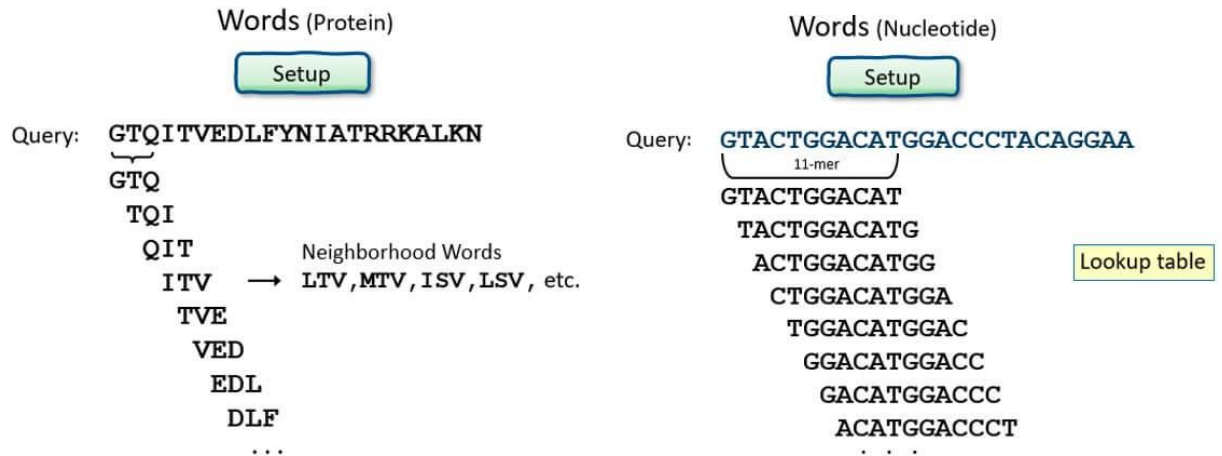 Words (Protein)
Setup
Query: GTQITVEDLFYNIATRRKALKN
GTQ
TQI
QIT
Neighborhood Words
ITV → LTV,MTV,ISV,LSV, etc.
TVE
VED
EDL
DLF
...
Words (Nucleotide)
Setup
Query: GTACTGGACATGGACCCTACAGGAA
11-mer
GTACTGGACAT
TACTGGACATG
ACTGGACATGG
CTGGACATGGA
TGGACATGGAC
GGACATGGACC
GACATGGACCC
ACATGGACCCT
. . .
Lookup table